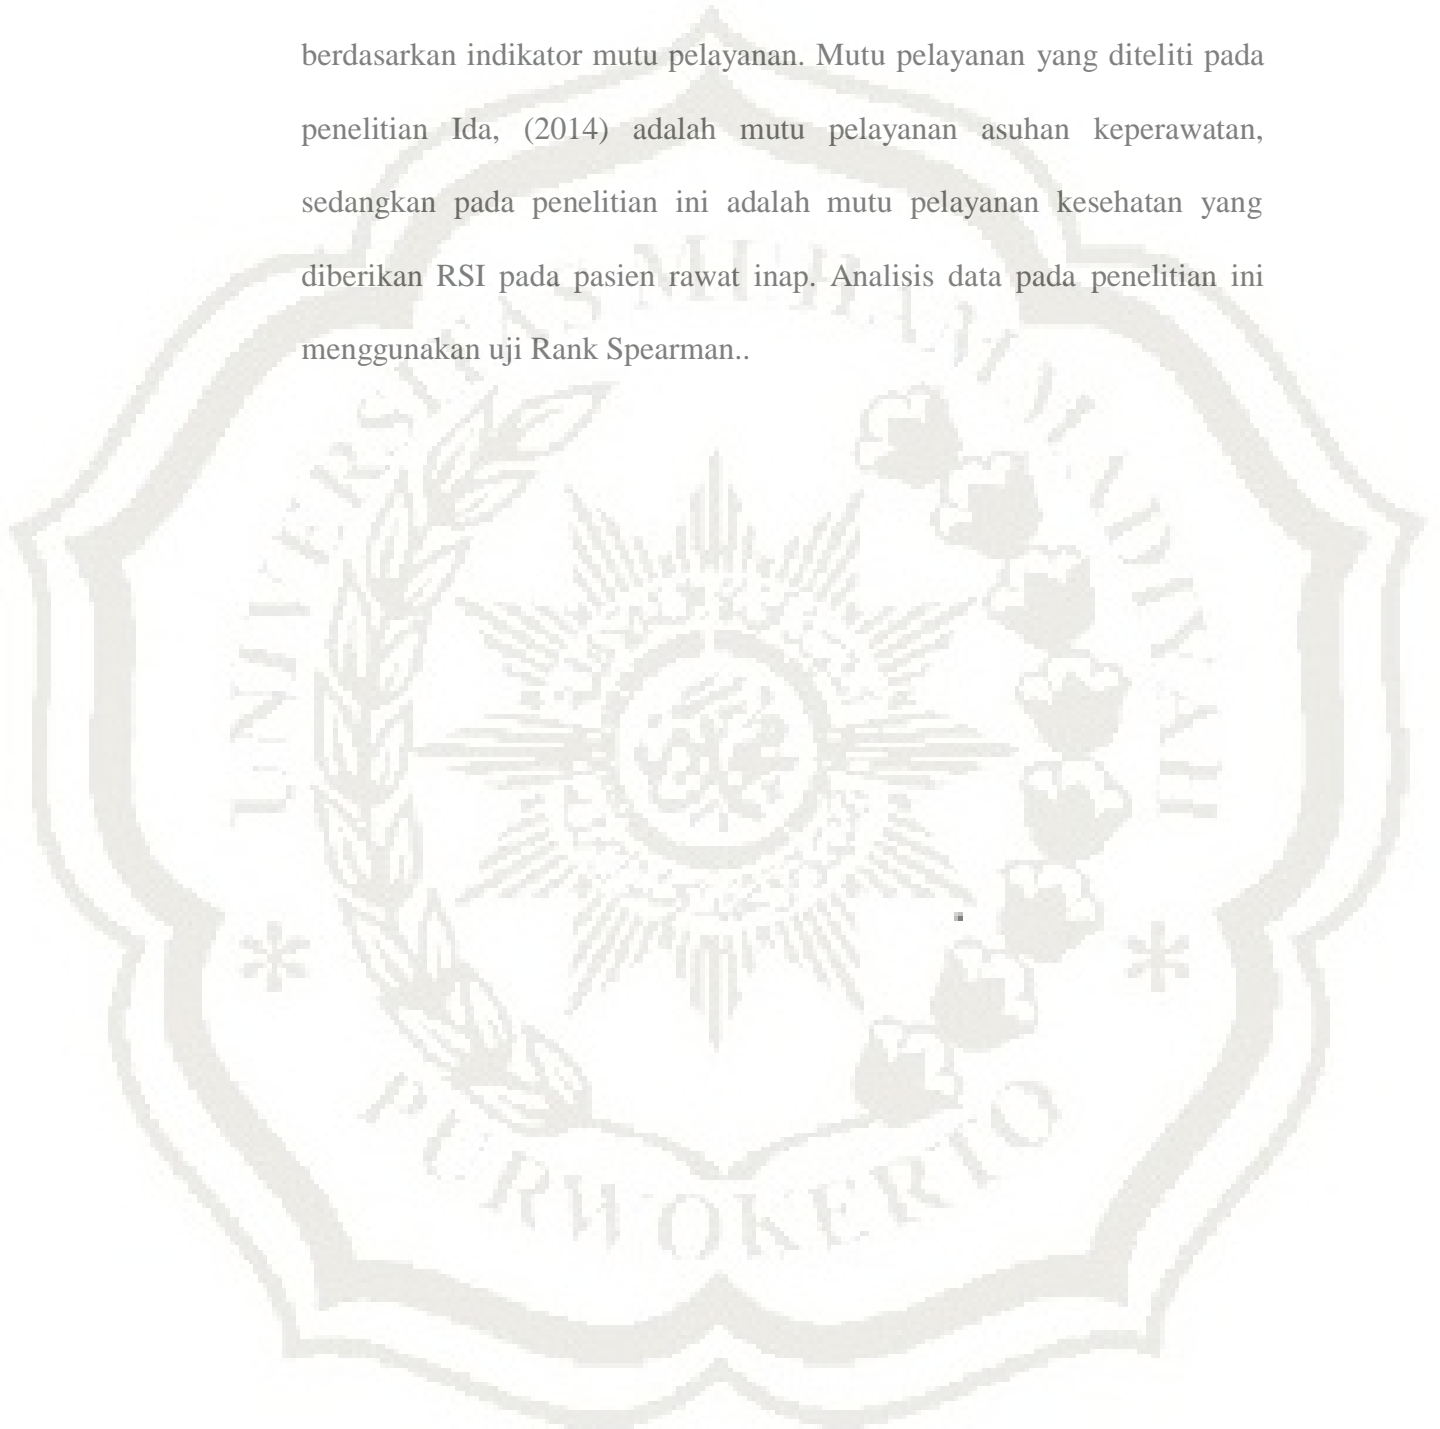 berdasarkan indikator mutu pelayanan. Mutu pelayanan yang diteliti pada
penelitian Ida, (2014) adalah mutu pelayanan asuhan keperawatan,
sedangkan pada penelitian ini adalah mutu pelayanan kesehatan yang
diberikan RSI pada pasien rawat inap. Analisis data pada penelitian ini
menggunakan uji Rank Spearman..
UNIVERSITAS MUHAMMADIYAH
PURWOKERTO